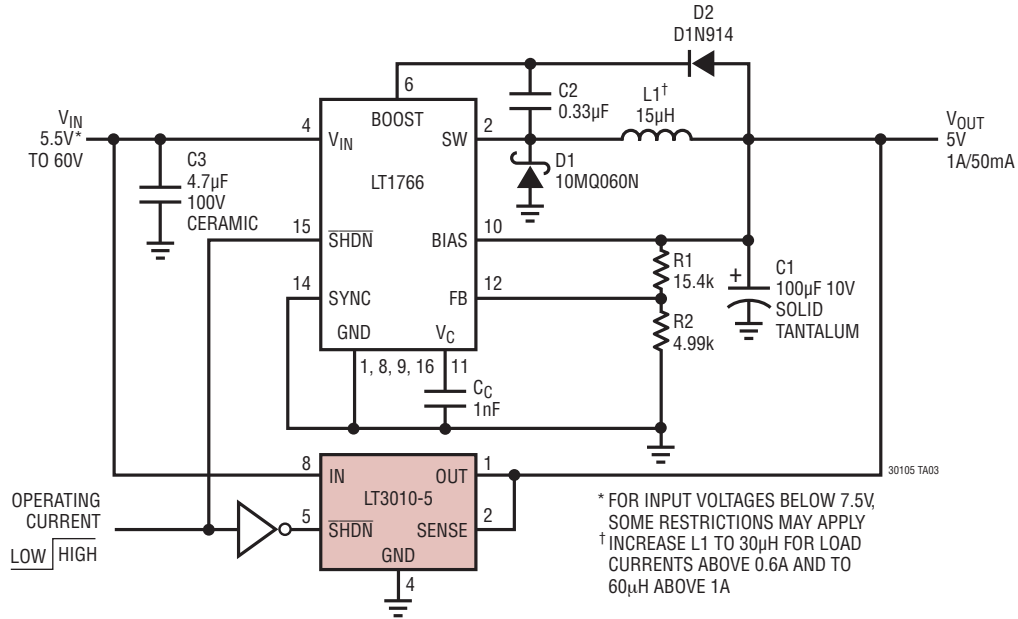 D2
D1N914
6
C2
0.33µF
L1†
15µH
VIN
5.5V*
TO 60V
4
VIN
BOOST
SW
2
VOUT
5V
1A/50mA
C3
4.7µF
100V
CERAMIC
LT1766
D1
10MQ060N
15
SHDN
BIAS
10
R1
15.4k
+
C1
100µF 10V
SOLID
TANTALUM
14
SYNC
FB
12
R2
4.99k
GND
VC
1, 8, 9, 16
11
CC
1nF
8
IN
OUT
1
30105 TA03
LT3010-5
OPERATING
CURRENT
LOW
HIGH
5
SHDN
SENSE
2
GND
4
* FOR INPUT VOLTAGES BELOW 7.5V,
SOME RESTRICTIONS MAY APPLY
† INCREASE L1 TO 30µH FOR LOAD
CURRENTS ABOVE 0.6A AND TO
60µH ABOVE 1A